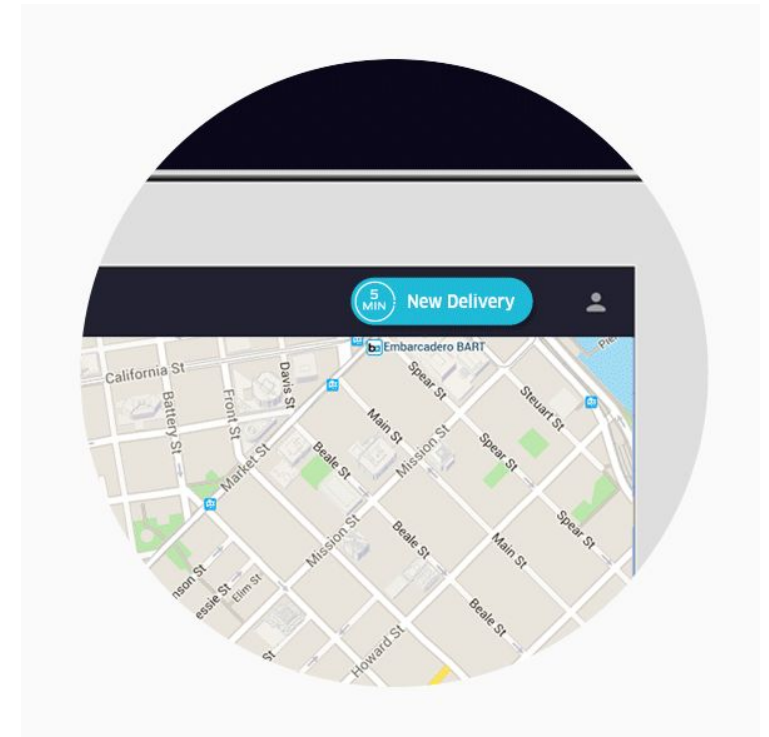 5
MIN
New Delivery
Embarcadero BART
California St
Davis St
Battery St
Front St
Spear St
Steuart St
Main St
Market St
Beale St
Mission St
Spear St
Mission St
Beale St
Main St
Spear St
Beale St
Elim St
Howard St
St